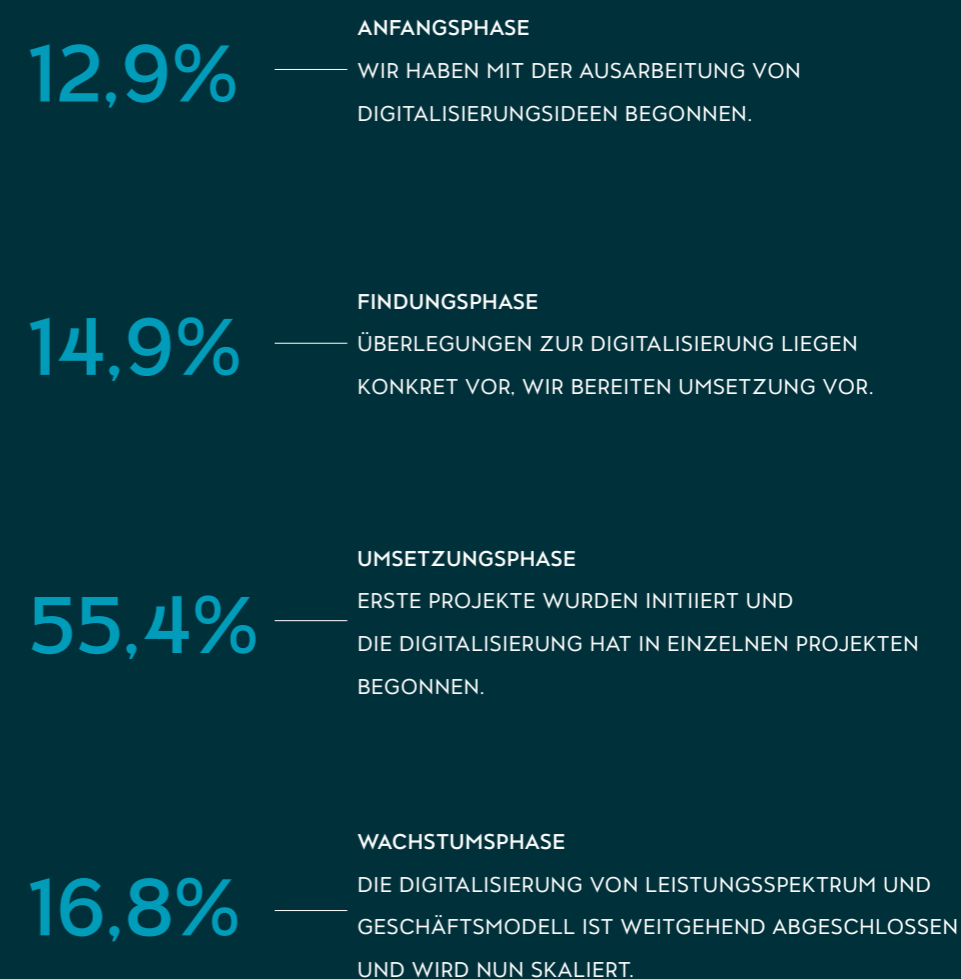 12,9%
ANFANGSPHASE
WIR HABEN MIT DER AUSARBEITUNG VON
DIGITALISIERUNGSIDEEN BEGONNEN.
14,9%
FINDUNGSPHASE
ÜBERLEGUNGEN ZUR DIGITALISIERUNG LIEGEN
KONKRET VOR, WIR BEREITEN UMSETZUNG VOR.
55,4%
UMSETZUNGSPHASE
ERSTE PROJEKTE WURDEN INITIIERT UND
DIE DIGITALISIERUNG HAT IN EINZELNEN PROJEKTEN
BEGONNEN.
16,8%
WACHSTUMSPHASE
DIE DIGITALISIERUNG VON LEISTUNGSSPEKTRUM UND
GESCHÄFTSMODELL IST WEITGEHEND ABGESCHLOSSEN
UND WIRD NUN SKALIERT.